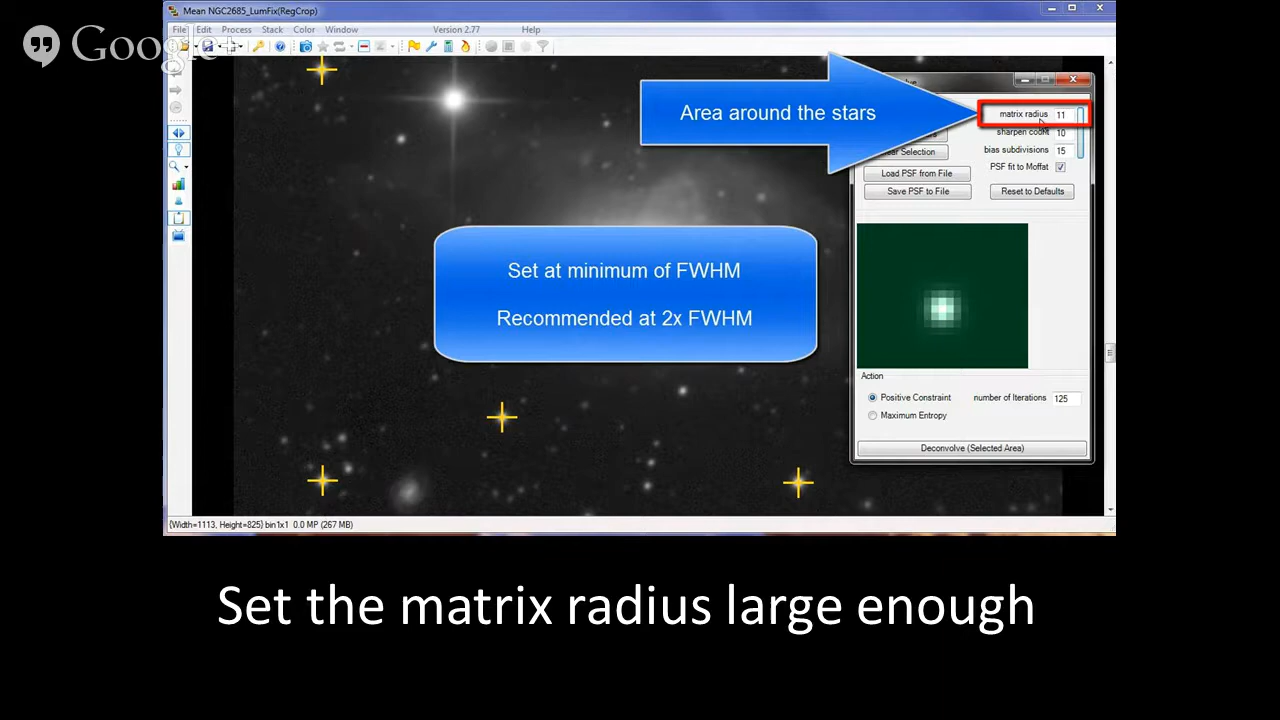 Mean NGC2685_LumFix(RegCrop)
File Edit Process Stack Color Window Version 2.77 Help
Google+
Area around the stars
matrix radius 11
sharpen 10
Selection
bias subdivisions 15
PSF fit to Moffat
Load PSF from File
Save PSF to File
Reset to Defaults
Set at minimum of FWHM
Recommended at 2x FWHM
Action
Positive Constraint
number of Iterations 125
Maximum Entropy
Deconvolve (Selected Area)
{Width=1113, Height=825} bin1x1 0.0 MP (267 MB)
Set the matrix radius large enough